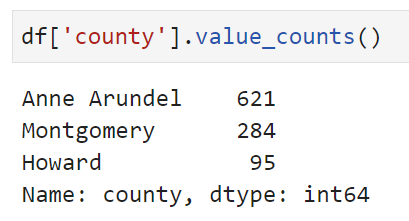 df['county'].value_counts()
Anne Arundel    621
Montgomery      284
Howard           95
Name: county, dtype: int64